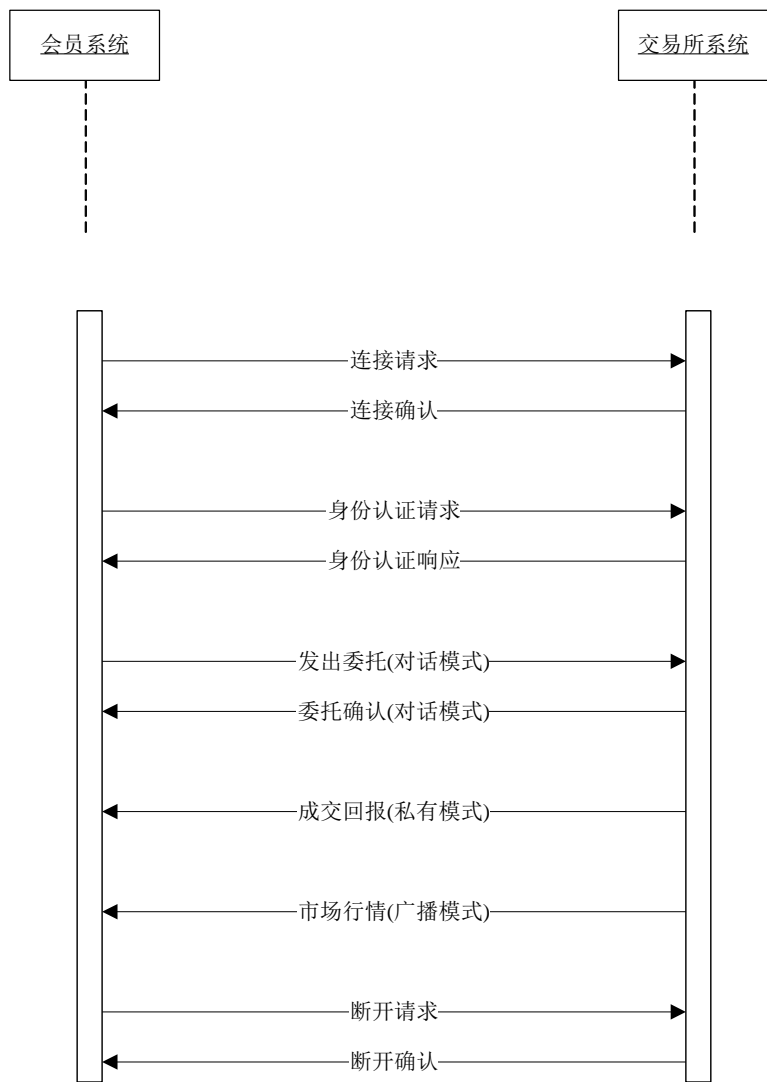 会员系统
交易所系统
连接请求
连接确认
身份认证请求
身份认证响应
发出委托(对话模式)
委托确认(对话模式)
成交回报(私有模式)
市场行情(广播模式)
断开请求
断开确认